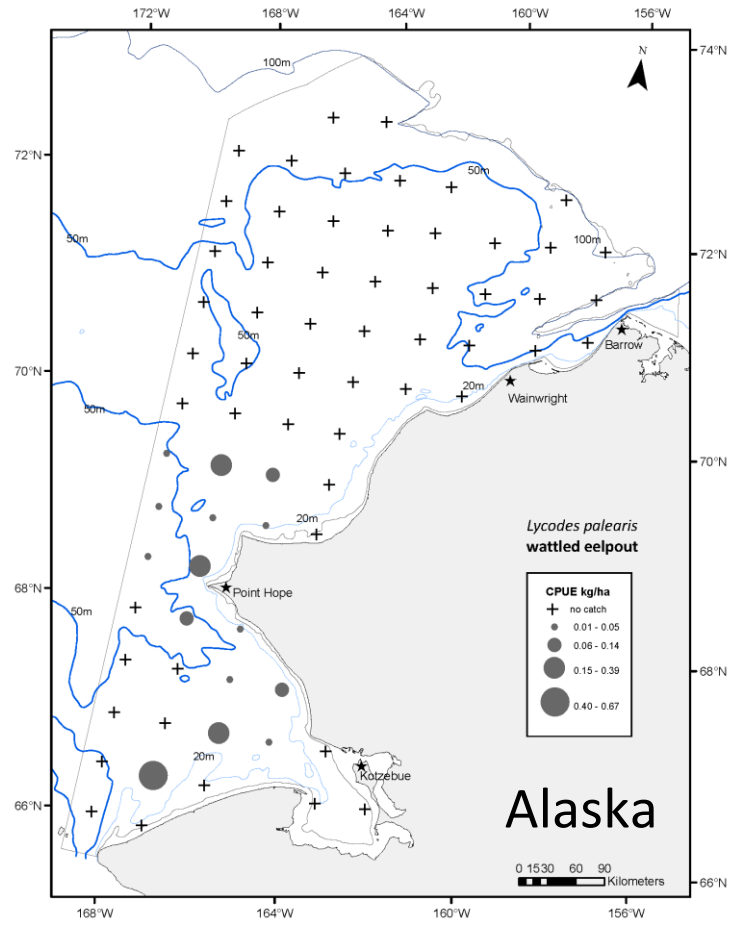 172°W 168°W 164°W 160°W 156°W
74°N
N
100m
72°N
50m
50m
100m
72°N
50m
Barrow
70°N
20m
Wainwright
50m
70°N
20m
Lycodes palearis
wattled eelpout
68°N
Point Hope
CPUE kg/ha
no catch
0.01 - 0.05
0.06 - 0.14
0.15 - 0.39
0.40 - 0.67
50m
68°N
20m
Kotzebue
66°N
Alaska
0 1530 60 90
Kilometers
66°N
168°W 164°W 160°W 156°W